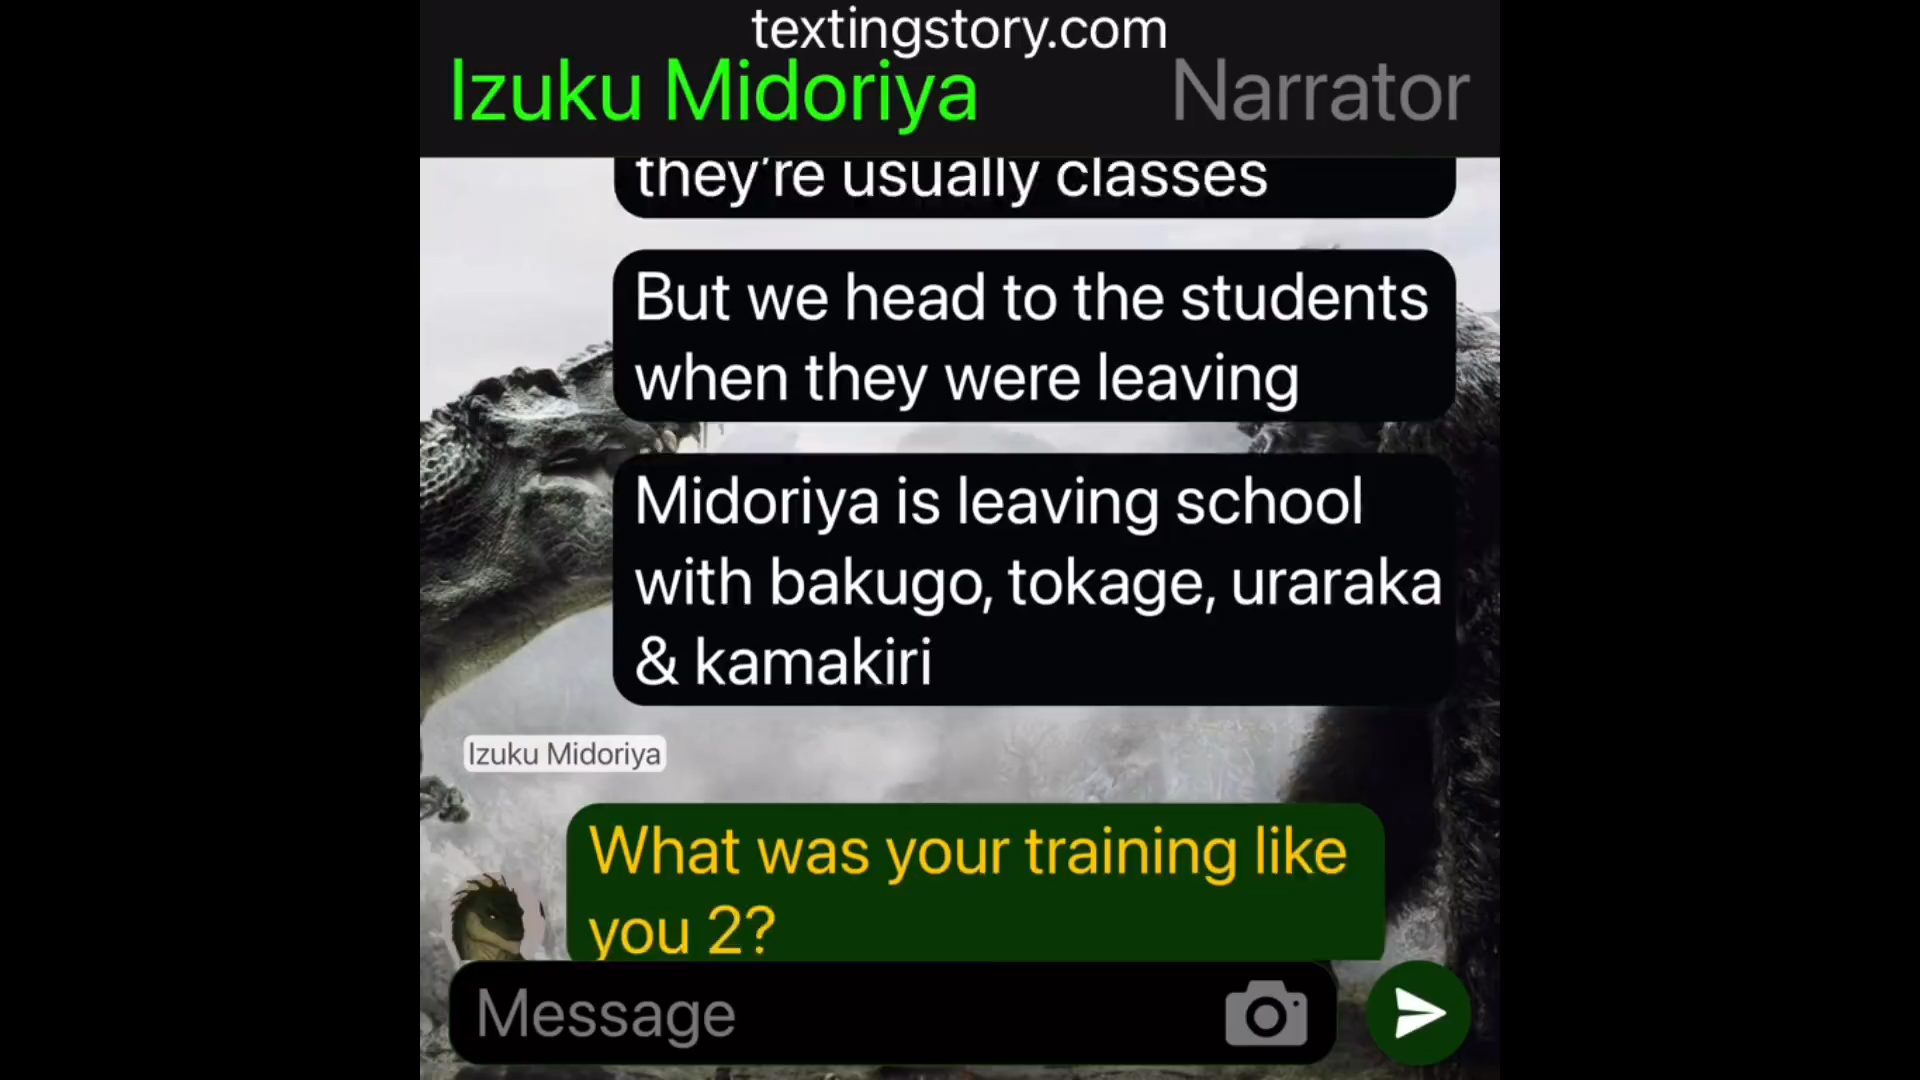 textingstory.com
Izuku Midoriya
Narrator
they're usually classes
But we head to the students
when they were leaving
Midoriya is leaving school
with bakugo, tokage, uraraka
& kamakiri
Izuku Midoriya
What was your training like
you 2?
Message